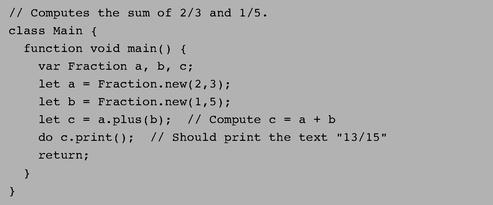 // Computes the sum of 2/3 and 1/5.
class Main {
  function void main() {
    var Fraction a, b, c;
    let a = Fraction.new(2,3);
    let b = Fraction.new(1,5);
    let c = a.plus(b);  // Compute c = a + b
    do c.print();  // Should print the text "13/15"
    return;
  }
}